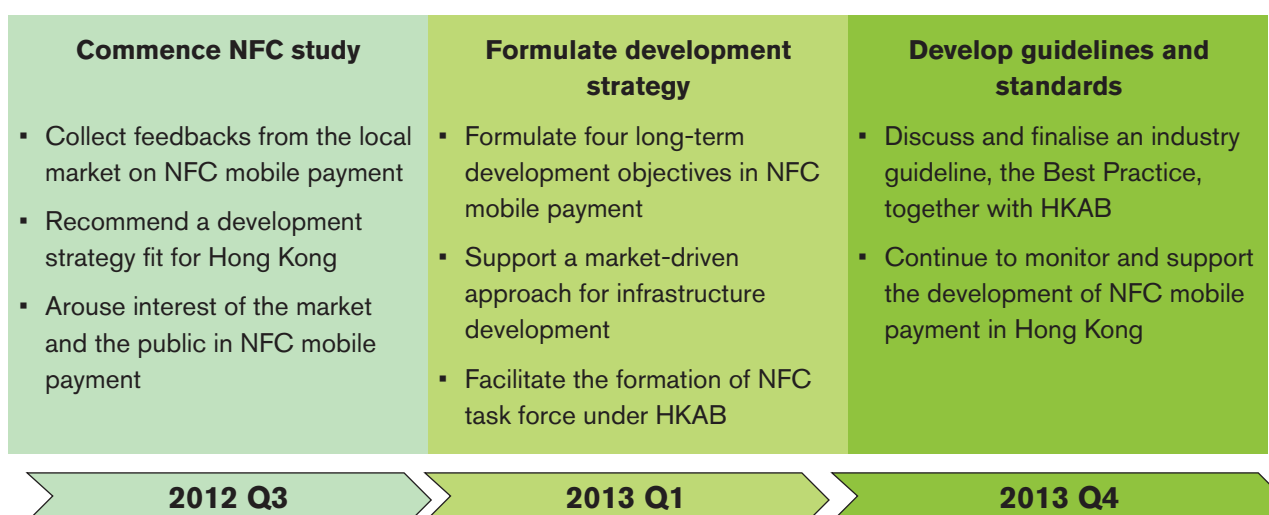 Commence NFC study
▪ Collect feedbacks from the local
market on NFC mobile payment
▪ Recommend a development
strategy fit for Hong Kong
▪ Arouse interest of the market
and the public in NFC mobile
payment
Formulate development
strategy
▪ Formulate four long-term
development objectives in NFC
mobile payment
▪ Support a market-driven
approach for infrastructure
development
▪ Facilitate the formation of NFC
task force under HKAB
Develop guidelines and
standards
▪ Discuss and finalise an industry
guideline, the Best Practice,
together with HKAB
▪ Continue to monitor and support
the development of NFC mobile
payment in Hong Kong
2012 Q3
2013 Q1
2013 Q4